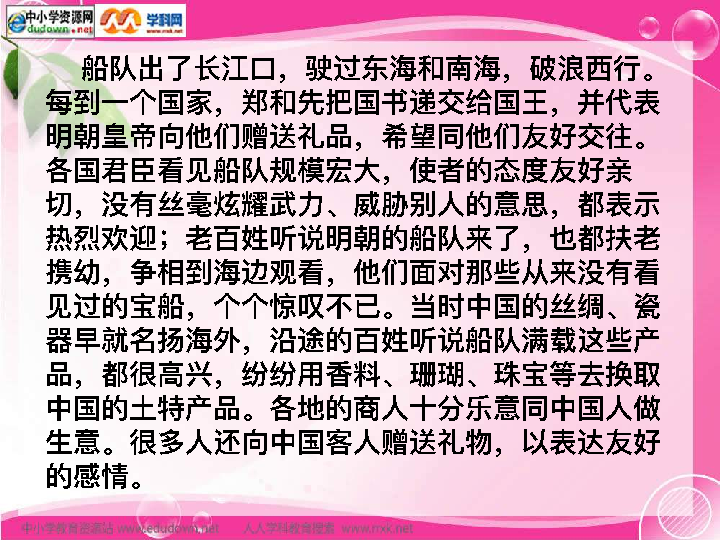 中小学资源网
dudown.net
学科网
www.nxk.net
船队出了长江口，驶过东海和南海，破浪西行。
每到一个国家，郑和先把国书递交给国王，并代表
明朝皇帝向他们赠送礼品，希望同他们友好交往。
各国君臣看见船队规模宏大，使者的态度友好亲
切，没有丝毫炫耀武力、威胁别人的意思，都表示
热烈欢迎；老百姓听说明朝的船队来了，也都扶老
携幼，争相到海边观看，他们面对那些从来没有看
见过的宝船，个个惊叹不已。当时中国的丝绸、瓷
器早就名扬海外，沿途的百姓听说船队满载这些产
品，都很高兴，纷纷用香料、珊瑚、珠宝等去换取
中国的土特产品。各地的商人十分乐意同中国人做
生意。很多人还向中国客人赠送礼物，以表达友好
的感情。
中小学教育资源站 www.edudown.net 人人学科教育搜索 www.nxk.net